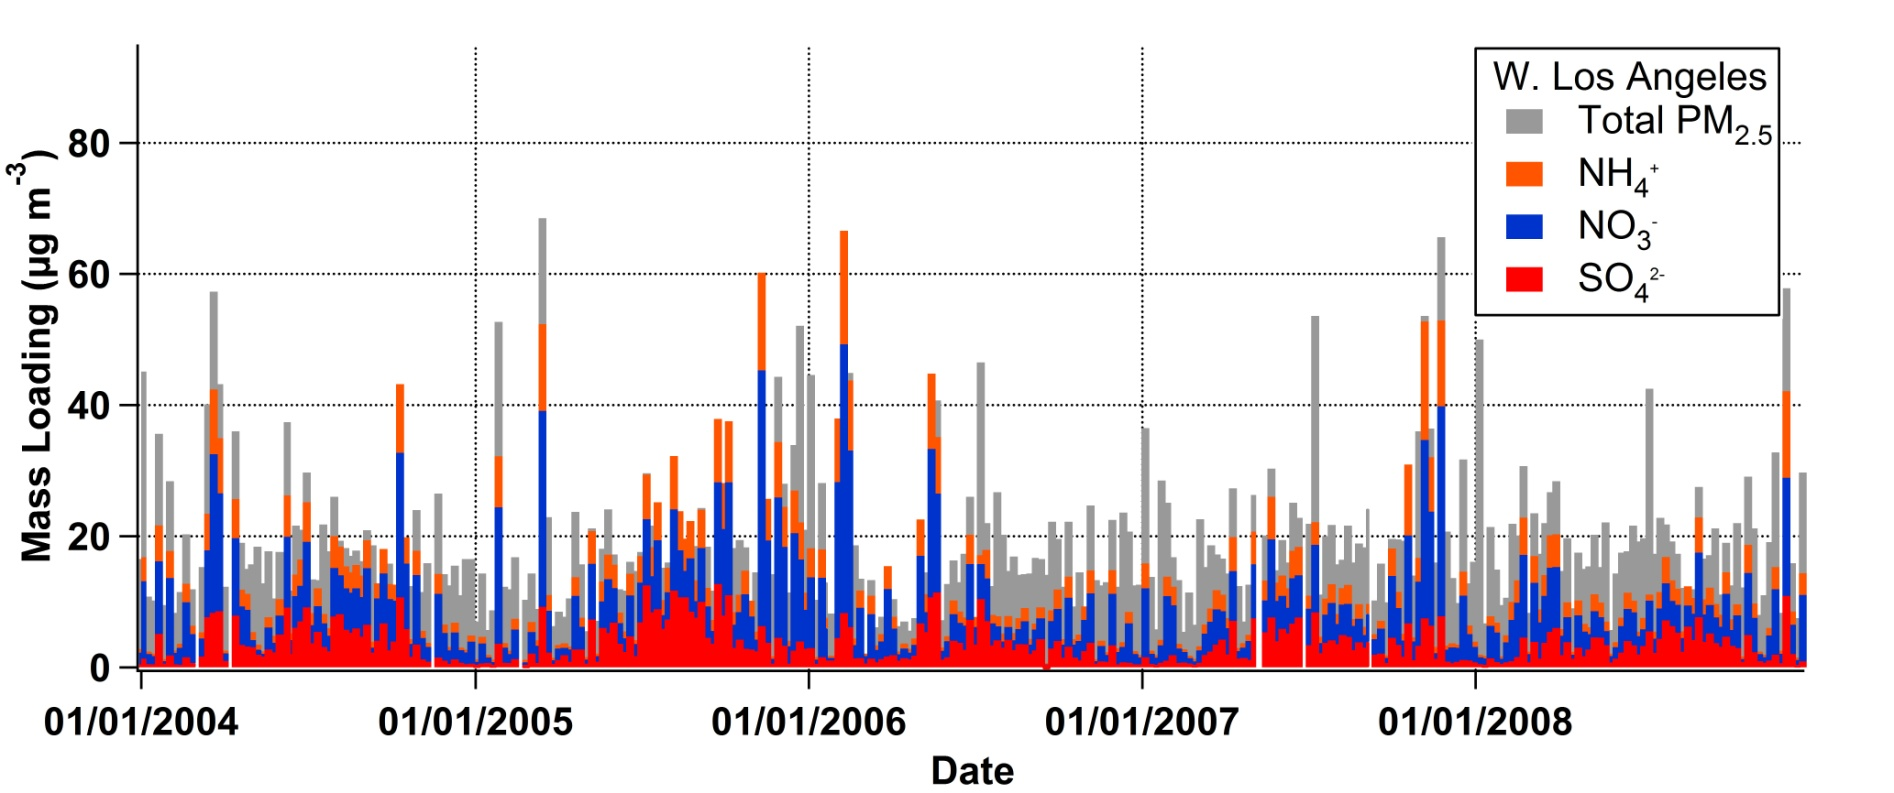 W. Los Angeles
Total PM2.5
NH4+
NO3-
SO42-
Mass Loading (µg m-3)
80
60
40
20
0
01/01/2004 01/01/2005 01/01/2006 01/01/2007 01/01/2008
Date